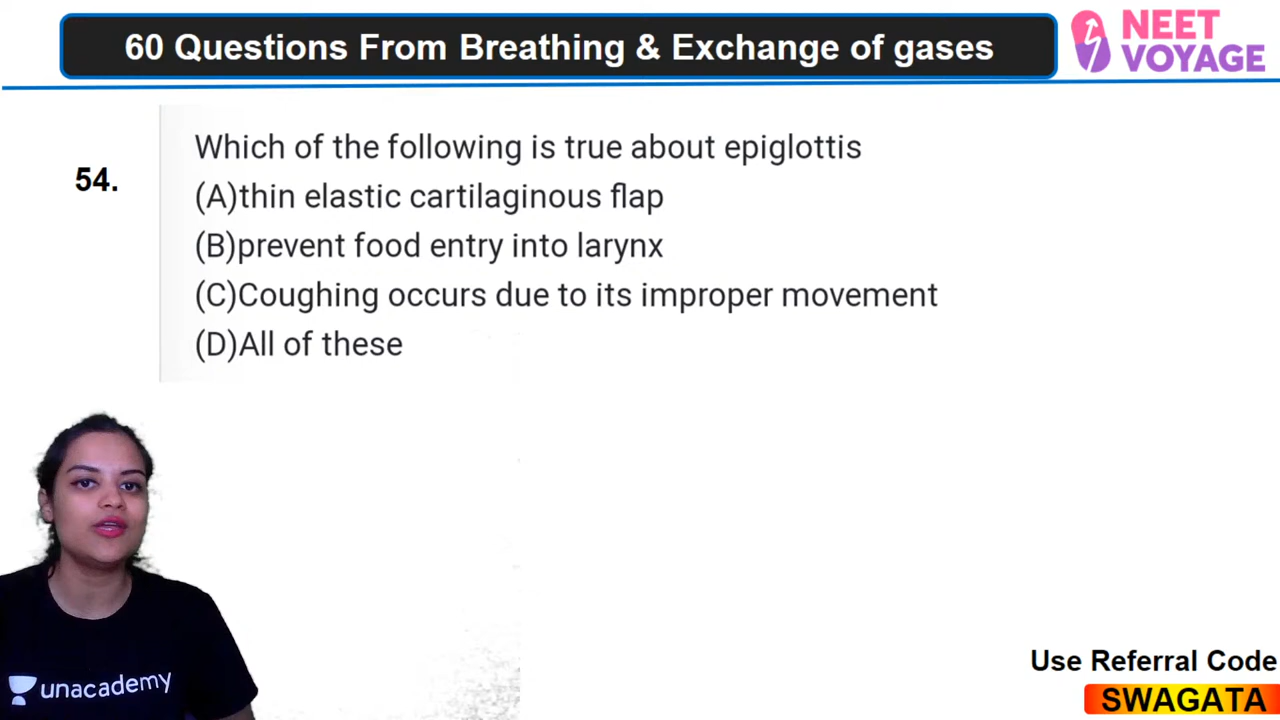 60 Questions From Breathing & Exchange of gases
NEET
VOYAGE
54.
Which of the following is true about epiglottis
(A)thin elastic cartilaginous flap
(B)prevent food entry into larynx
(C)Coughing occurs due to its improper movement
(D)All of these
unacademy
Use Referral Code
SWAGATA